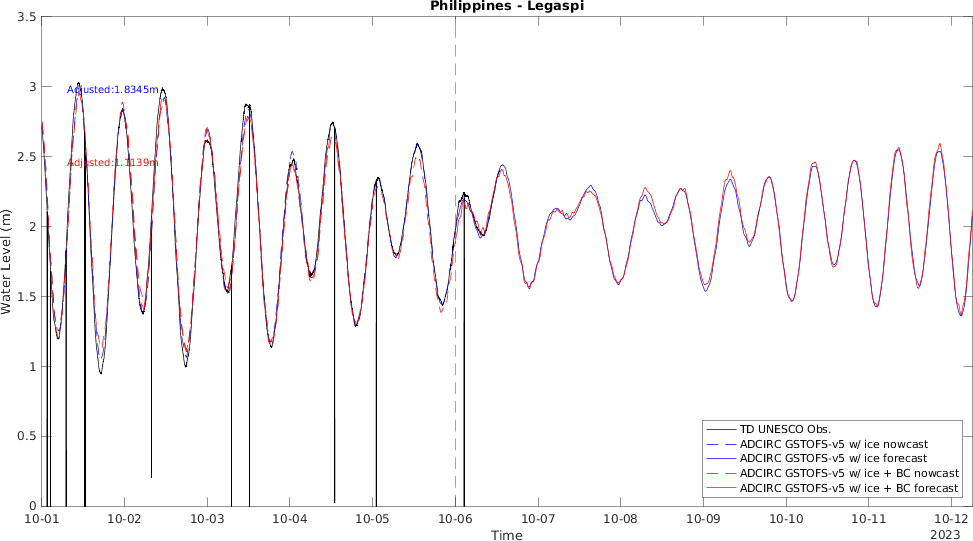 Philippines - Legaspi
3.5
3
2.5
2
1.5
1
0.5
0
Water Level (m)
Adjusted:1.8345m
Adjusted:1.1139m
TD UNESCO Obs.
ADCIRC GSTOFS-v5 w/ ice nowcast
ADCIRC GSTOFS-v5 w/ ice forecast
ADCIRC GSTOFS-v5 w/ ice + BC nowcast
ADCIRC GSTOFS-v5 w/ ice + BC forecast
10-01 10-02 10-03 10-04 10-05 10-06 10-07 10-08 10-09 10-10 10-11 10-12
Time
2023